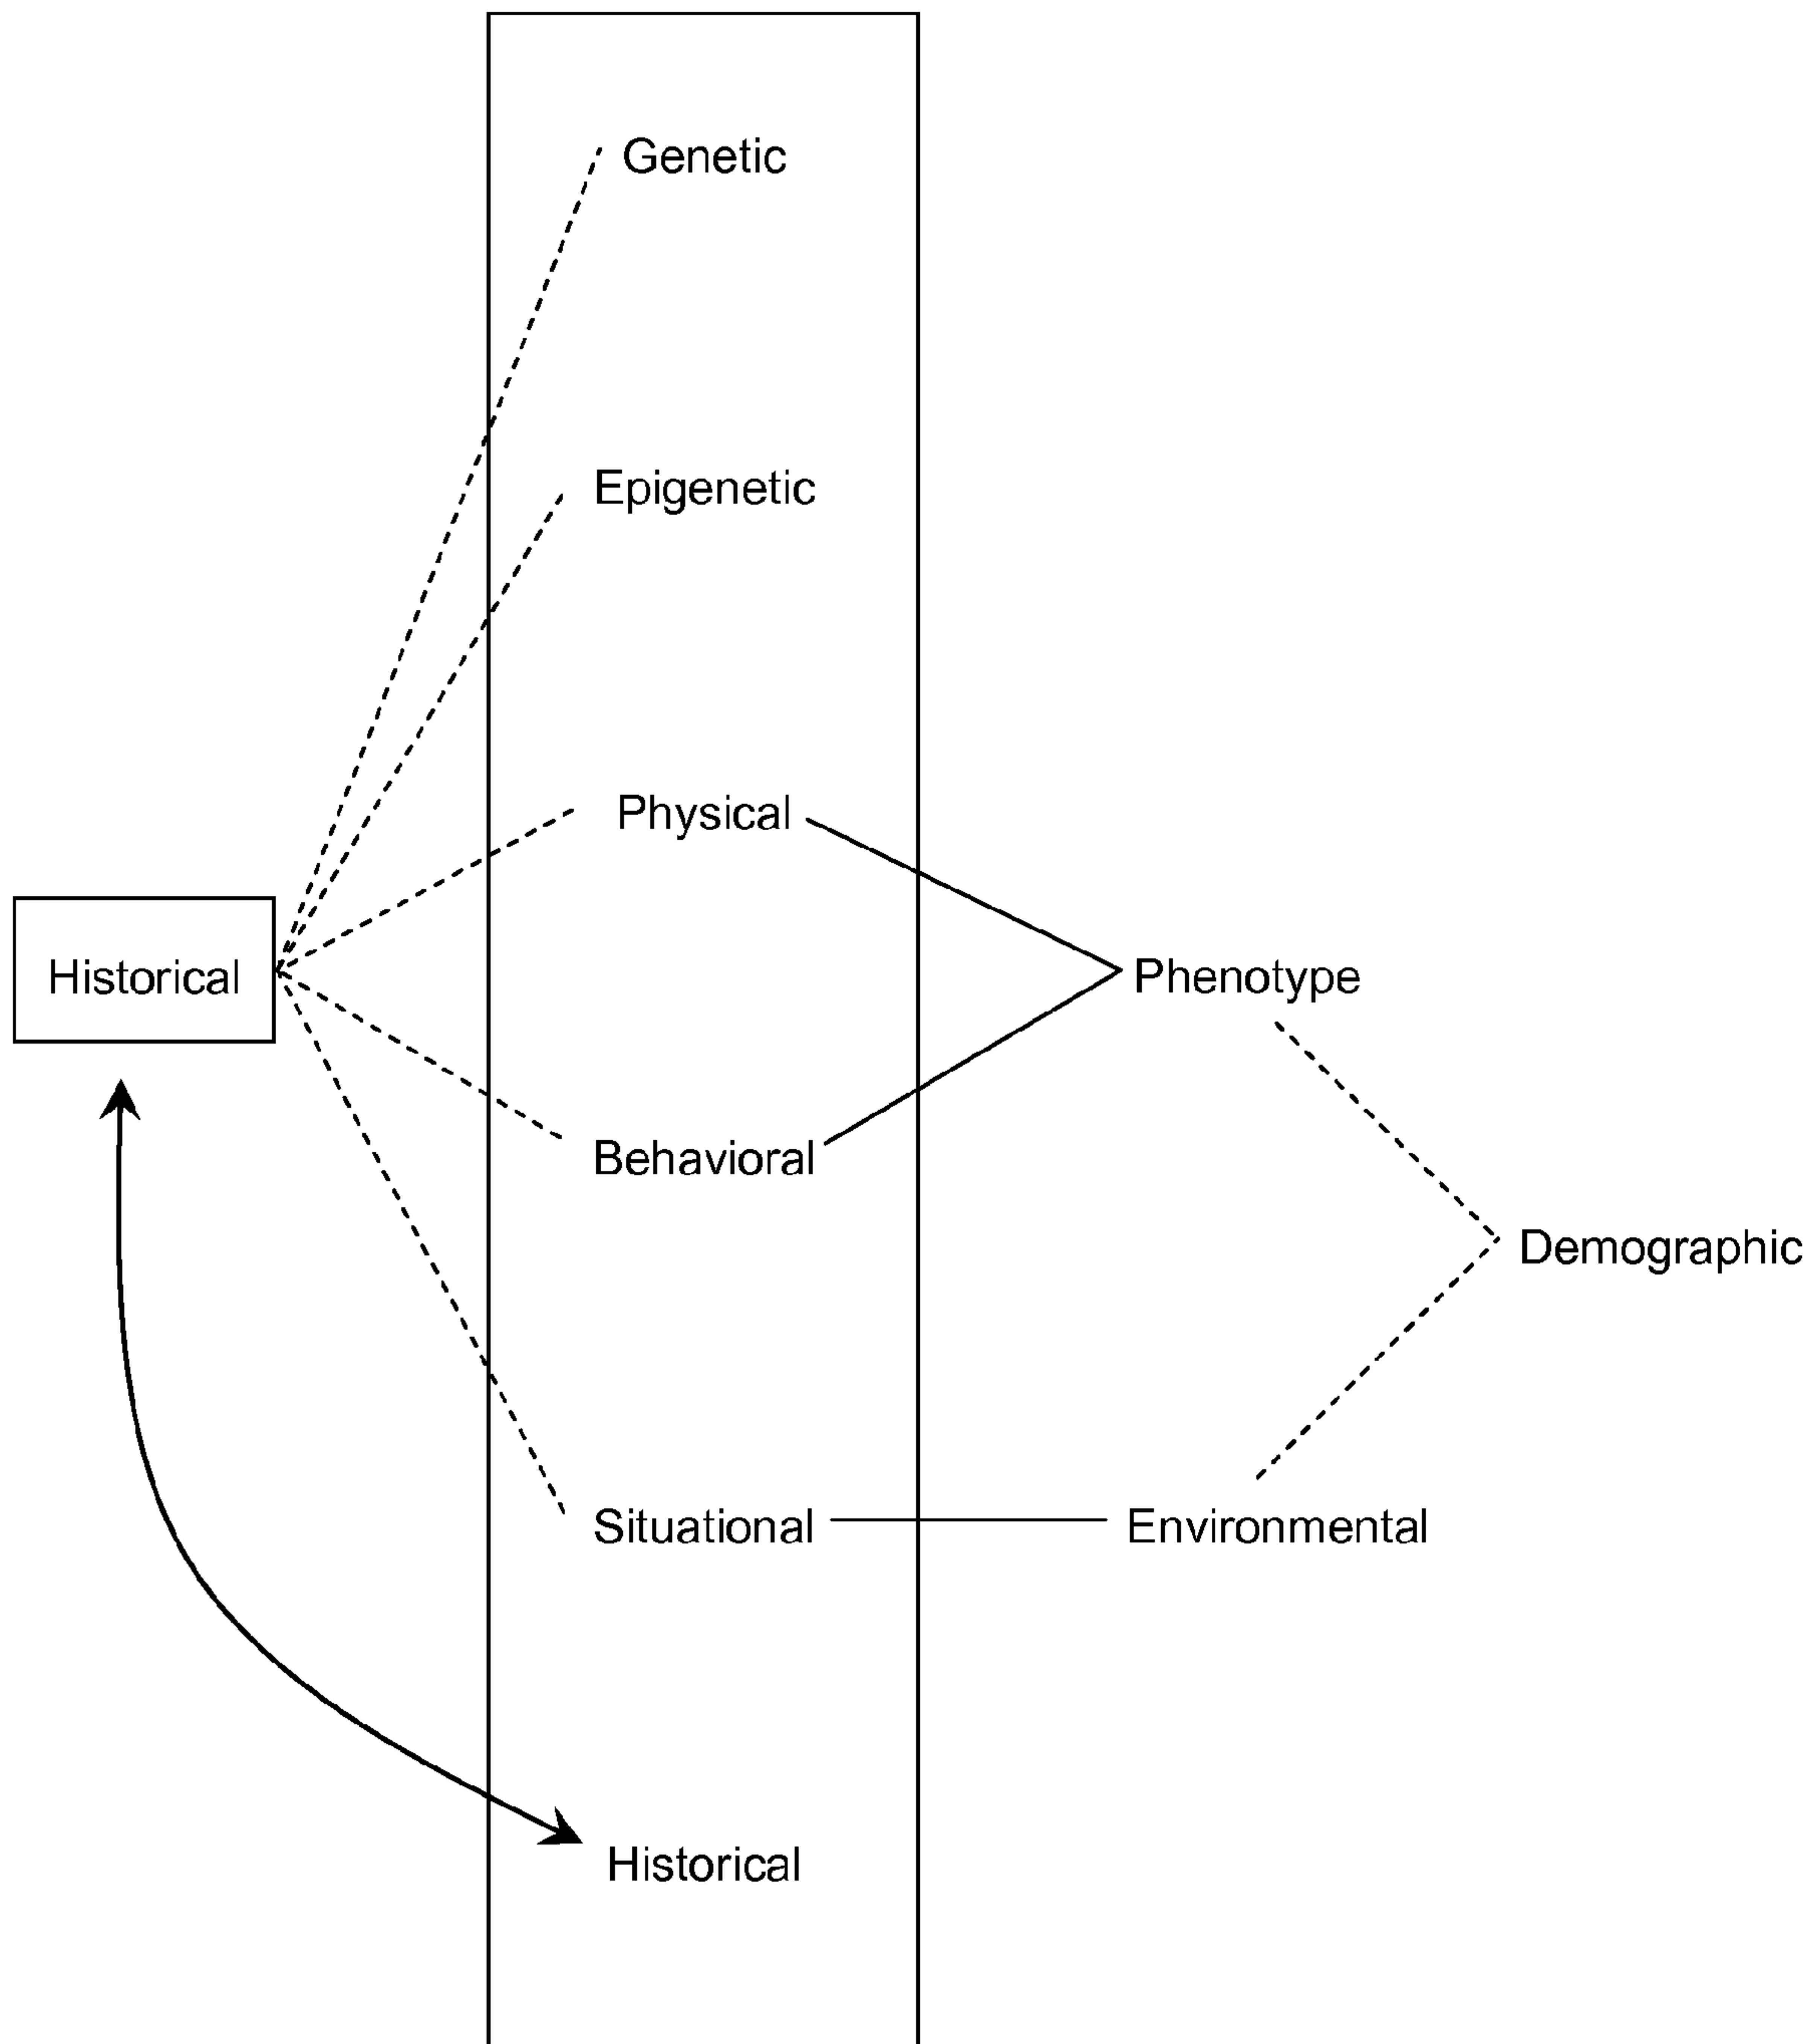 Genetic
Epigenetic
Physical
Historical
Phenotype
Behavioral
Demographic
Situational
Environmental
Historical